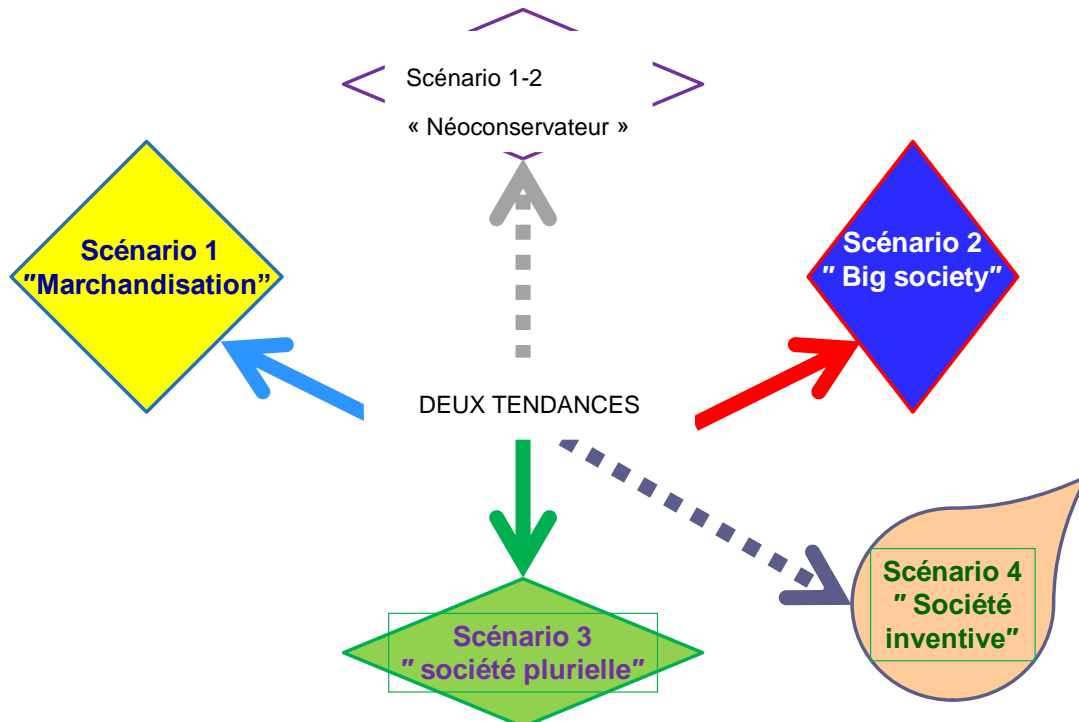 Scénario 1-2
« Néoconservateur »
Scénario 1
"Marchandisation”
Scénario 2
" Big society"
DEUX TENDANCES
Scénario 3
" société plurielle"
Scénario 4
" Société
inventive"